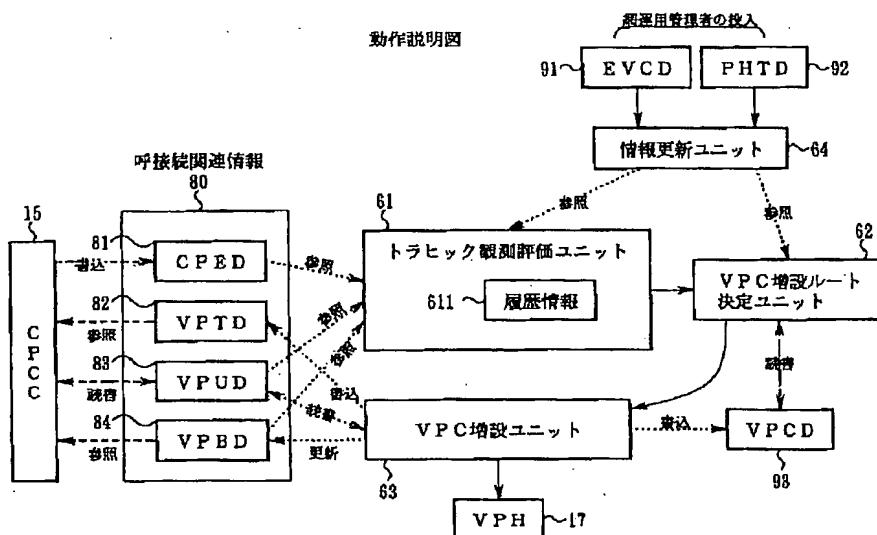 網運用管理者の投入
動作説明図
91
EVCD
PHTD
92
情報更新ユニット
64
呼接続関連情報
80
15
CPCC
81
CPED
82
VPTD
83
VPUD
84
VPBD
書込
参照
読書
参照
参照
参照
参照
書込
読書
更新
参照
参照
61
トラヒック観測評価ユニット
611
履歴情報
62
VPC増設ルート
決定ユニット
読書
VPC増設ユニット
63
書込
VPCD
93
VPH
17